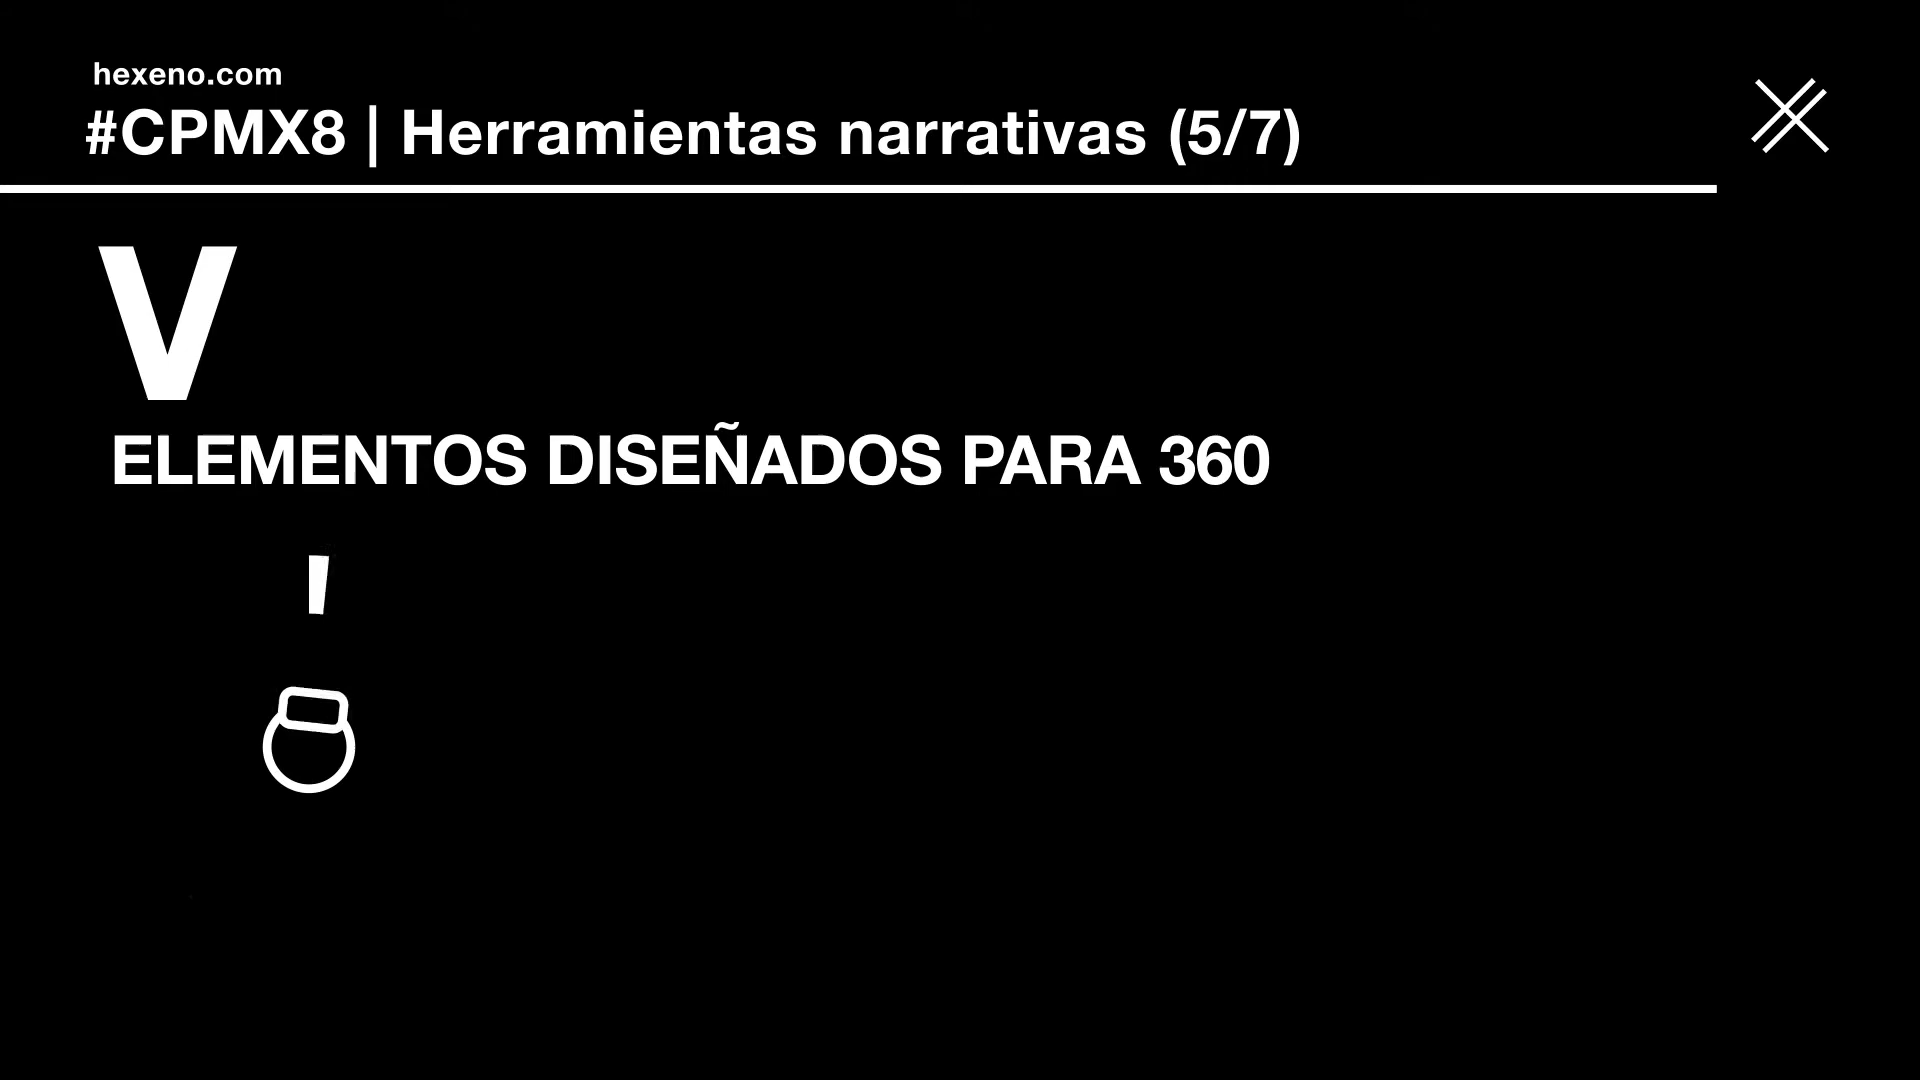 hexeno.com
#CPMX8 | Herramientas narrativas (5/7)
V
ELEMENTOS DISEÑADOS PARA 360